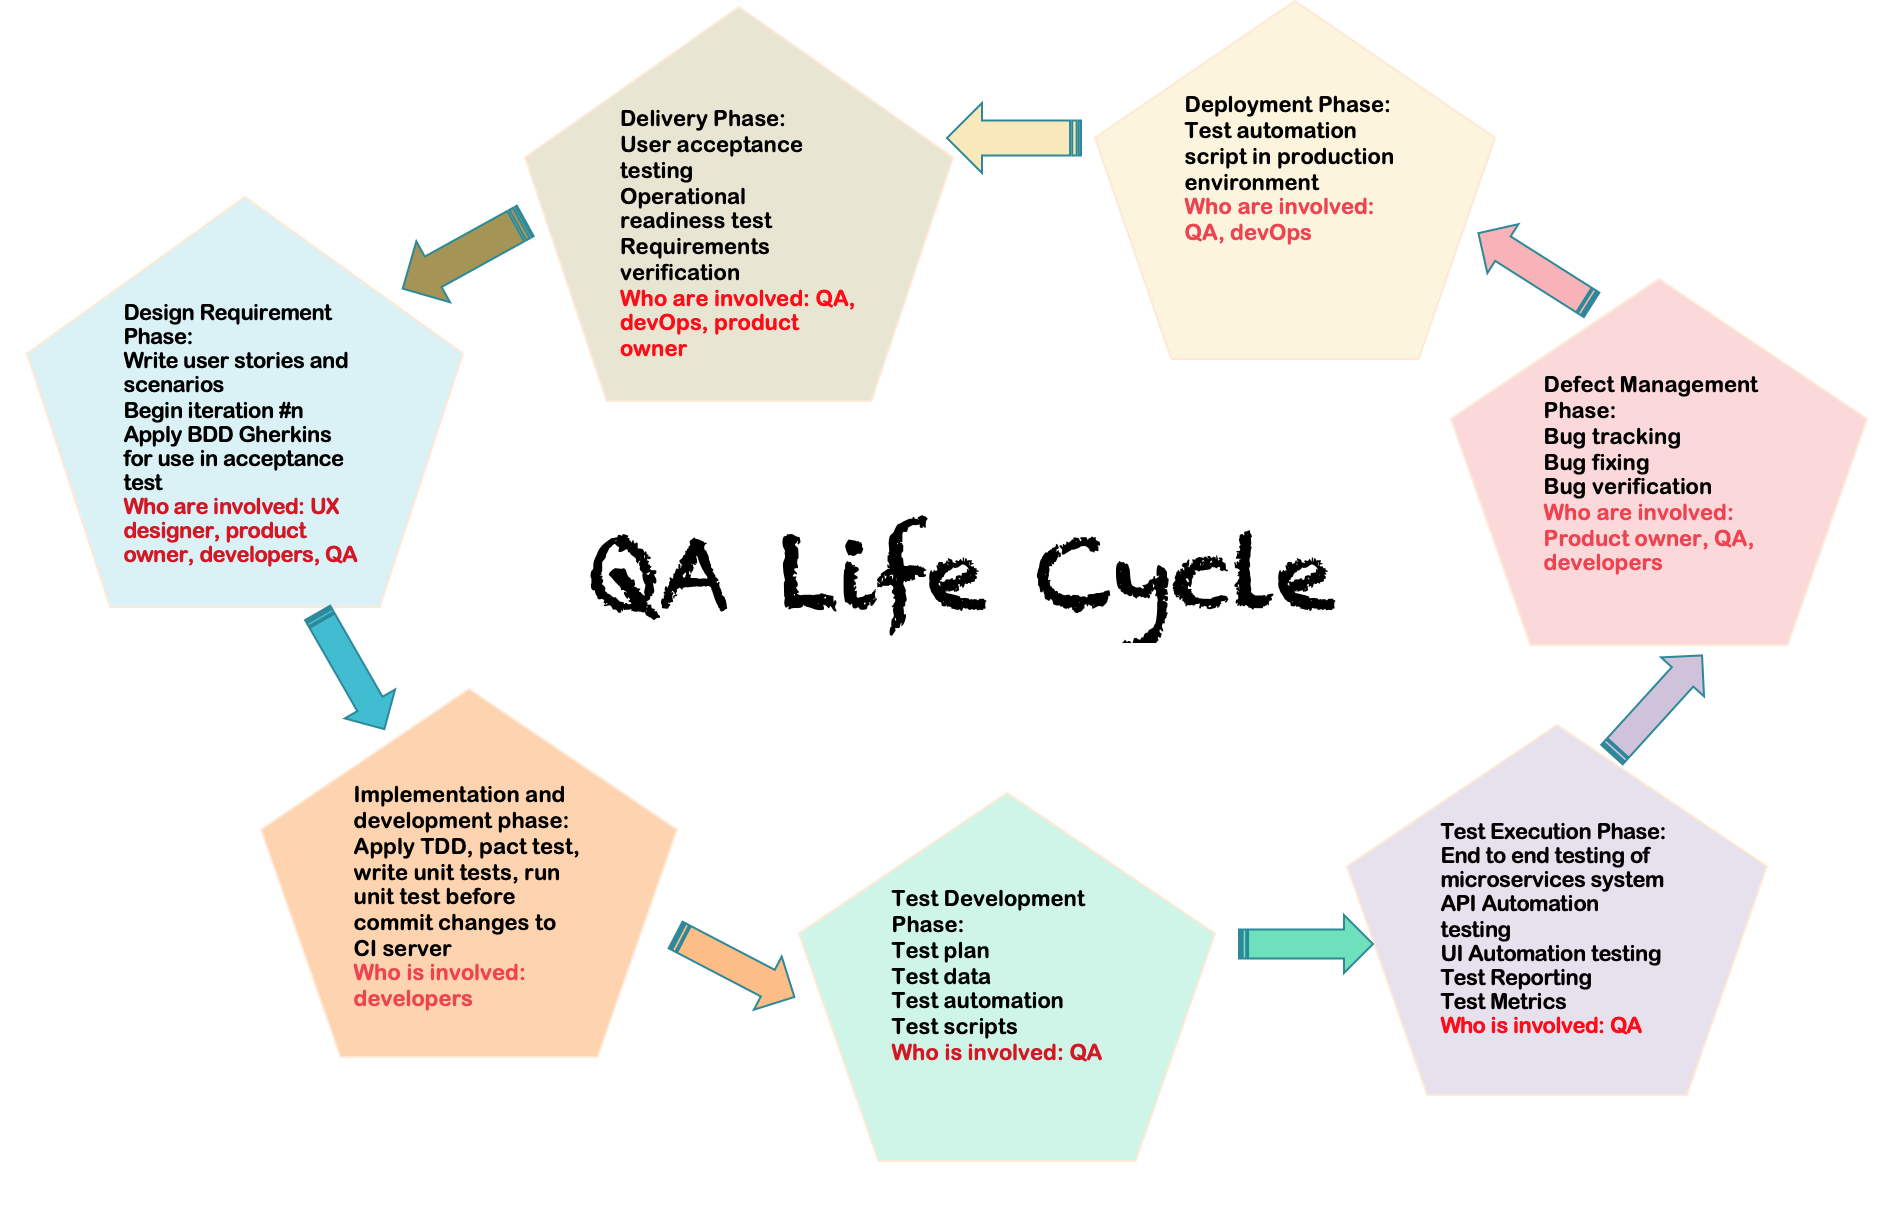 Delivery Phase:
User acceptance
testing
Operational
readiness test
Requirements
verification
Who are involved: QA,
devOps, product
owner
Deployment Phase:
Test automation
script in production
environment
Who are involved:
QA, devOps
Design Requirement
Phase:
Write user stories and
scenarios
Begin iteration #n
Apply BDD Gherkins
for use in acceptance
test
Who are involved: UX
designer, product
owner, developers, QA
Defect Management
Phase:
Bug tracking
Bug fixing
Bug verification
Who are involved:
Product owner, QA,
developers
QA Life Cycle
Implementation and
development phase:
Apply TDD, pact test,
write unit tests, run
unit test before
commit changes to
CI server
Who is involved:
developers
Test Development
Phase:
Test plan
Test data
Test automation
Test scripts
Who is involved: QA
Test Execution Phase:
End to end testing of
microservices system
API Automation
testing
UI Automation testing
Test Reporting
Test Metrics
Who is involved: QA